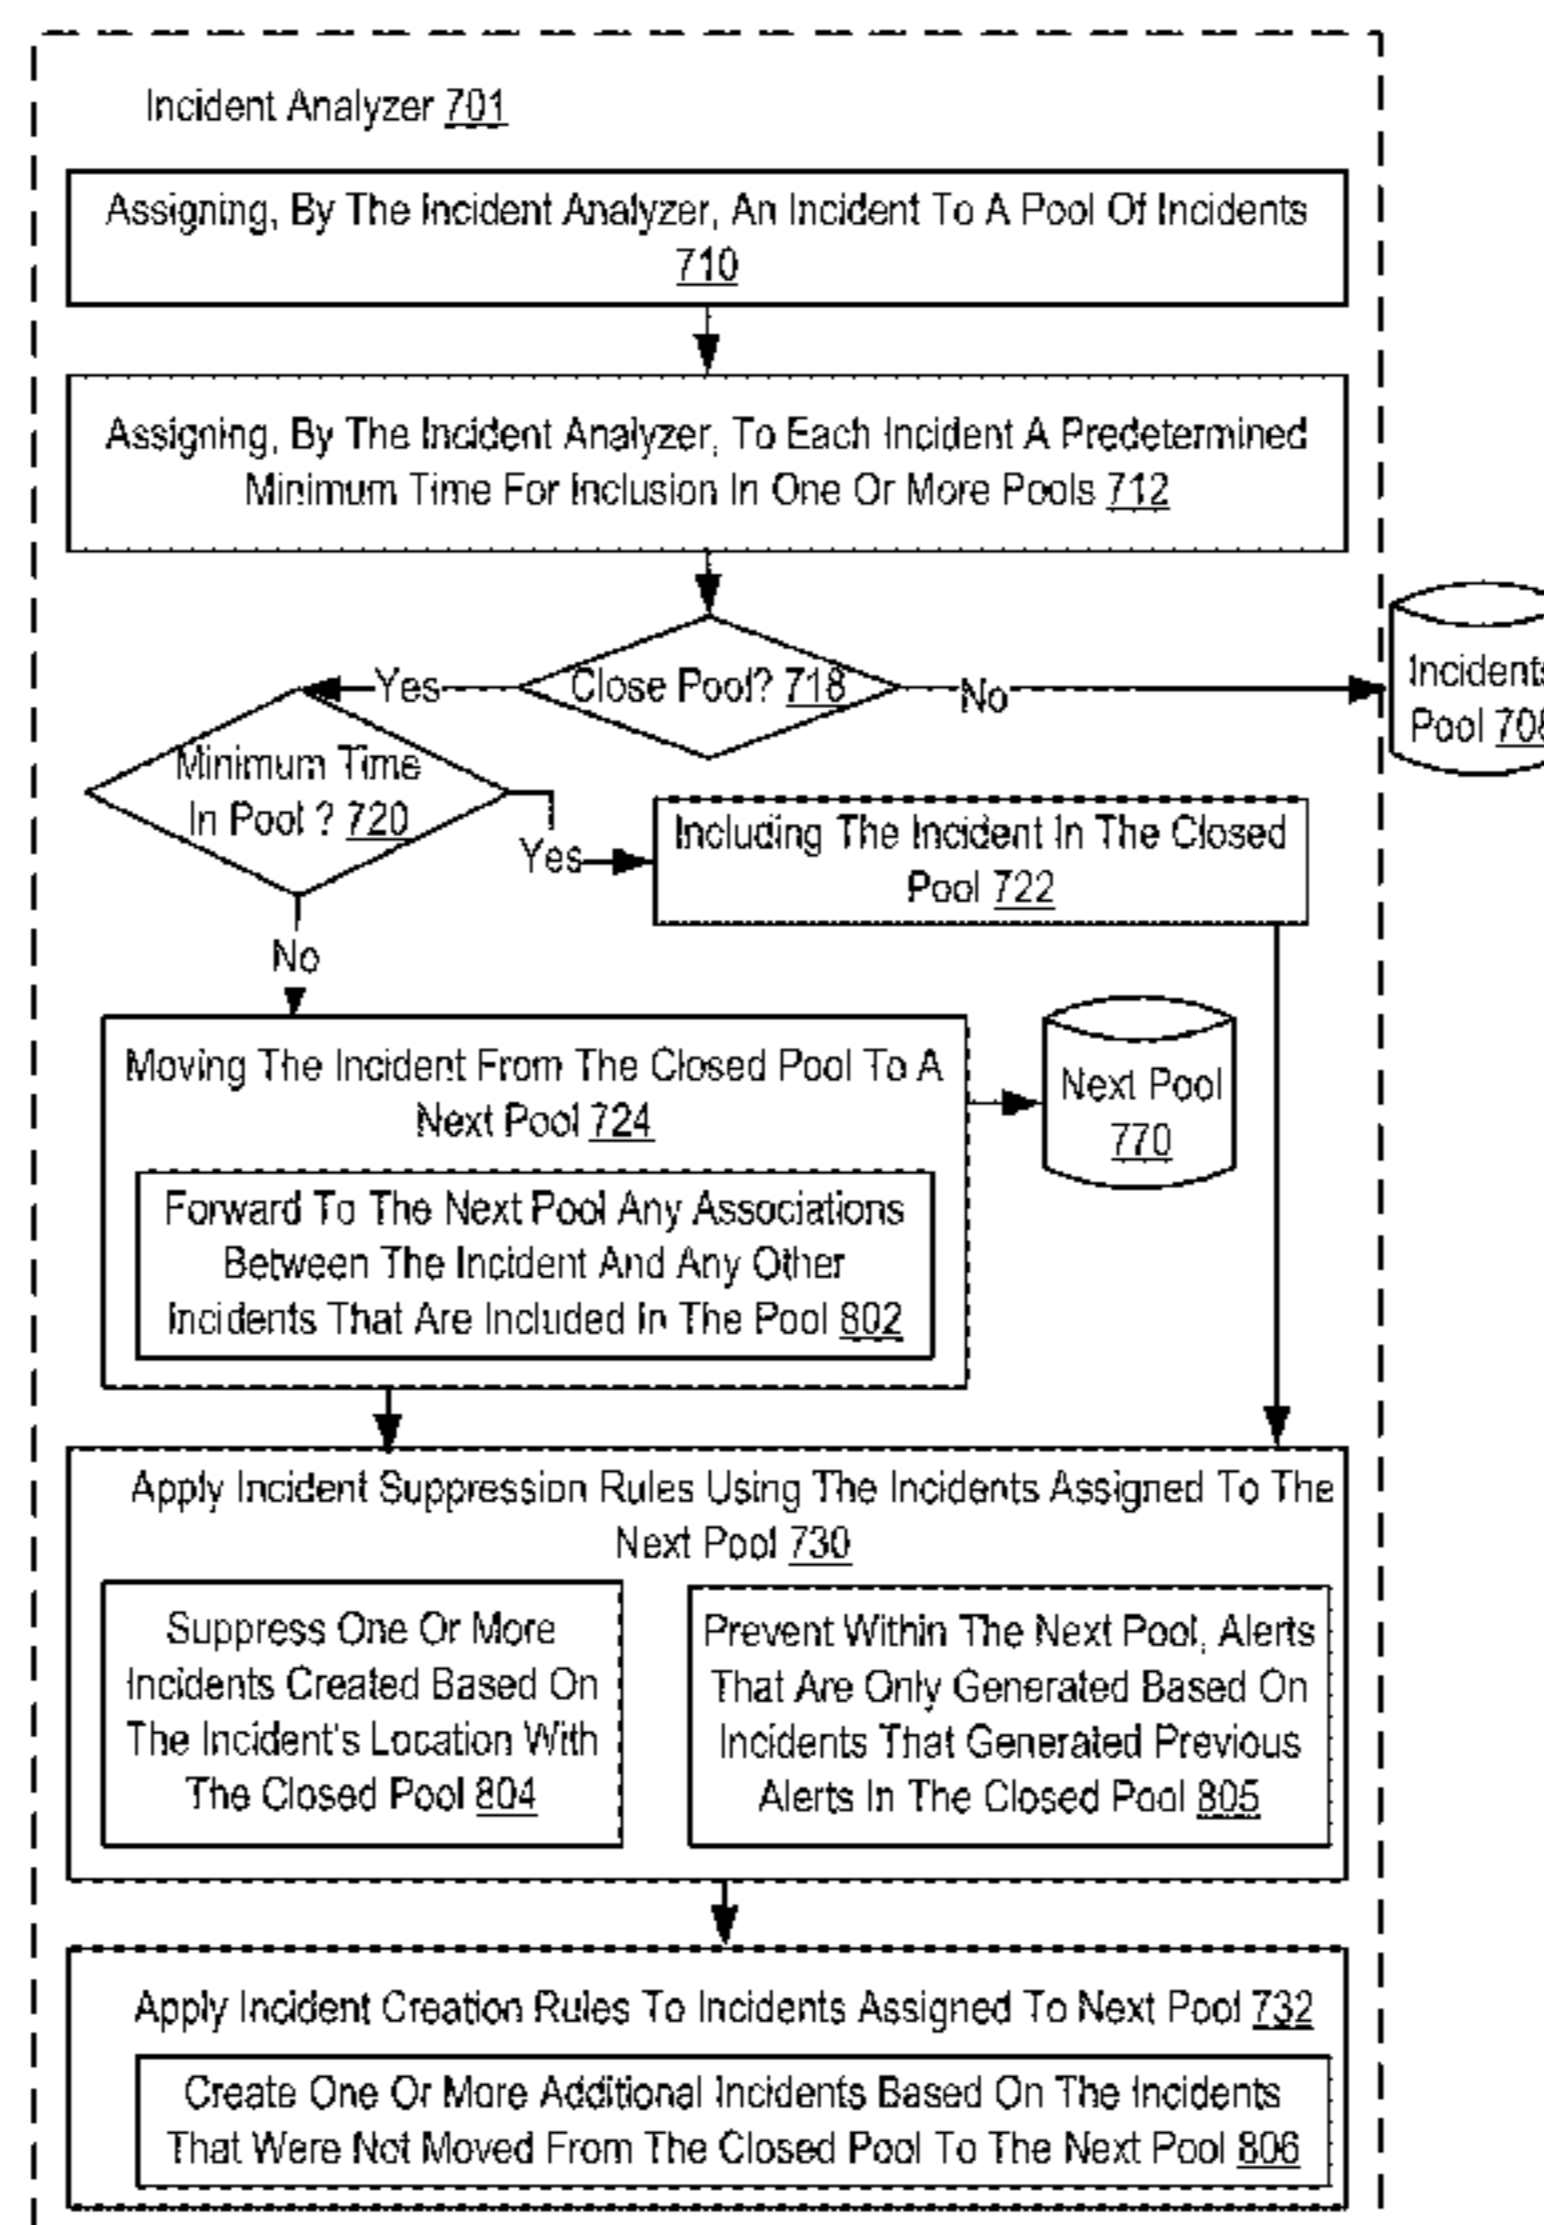 Incident Analyzer 701
Assigning, By The Incident Analyzer, An Incident To A Pool Of Incidents
710
Assigning, By The Incident Analyzer, To Each Incident A Predetermined
Minimum Time For Inclusion In One Or More Pools 712
Close Pool? 718
Yes
No
Incidents
Pool 708
Minimum Time
In Pool ? 720
Yes
Including The Incident In The Closed
Pool 722
No
Moving The Incident From The Closed Pool To A
Next Pool 724
Next Pool
770
Forward To The Next Pool Any Associations
Between The Incident And Any Other
Incidents That Are Included In The Pool 802
Apply Incident Suppression Rules Using The Incidents Assigned To The
Next Pool 730
Suppress One Or More
Incidents Created Based On
The Incident's Location With
The Closed Pool 804
Prevent Within The Next Pool, Alerts
That Are Only Generated Based On
Incidents That Generated Previous
Alerts In The Closed Pool 805
Apply Incident Creation Rules To Incidents Assigned To Next Pool 732
Create One Or More Additional Incidents Based On The Incidents
That Were Not Moved From The Closed Pool To The Next Pool 806